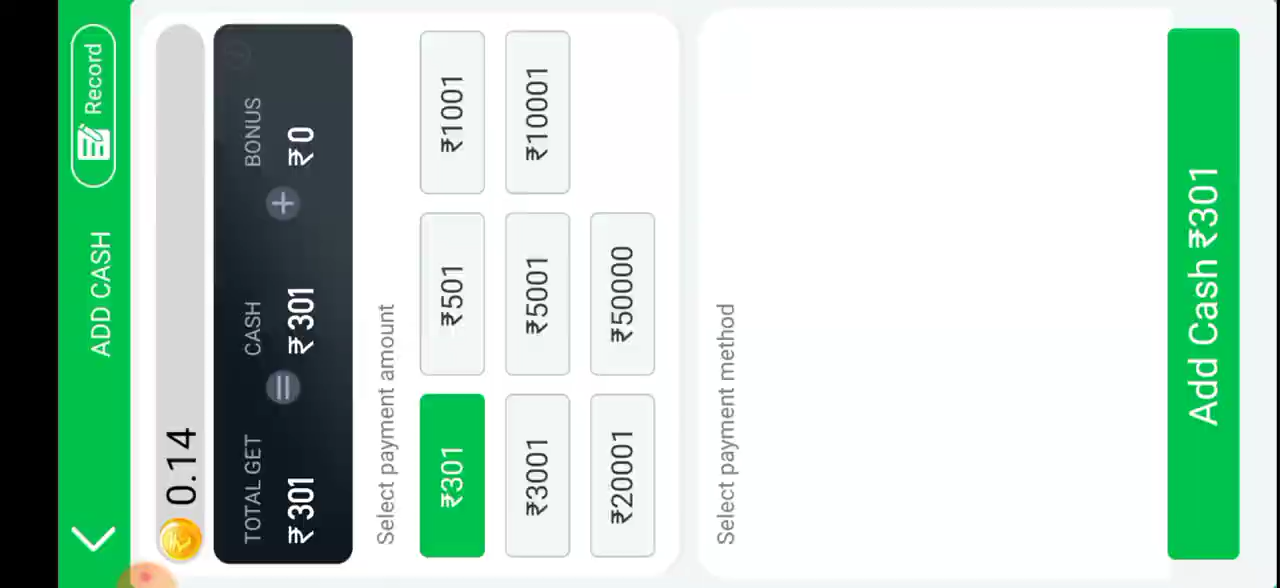 ADD CASH
Record
0.14
TOTAL GET
CASH
BONUS
₹ 301
=
₹ 301
+
₹ 0
Select payment amount
₹301
₹501
₹1001
₹3001
₹5001
₹10001
₹20001
₹50000
Select payment method
Add Cash ₹301